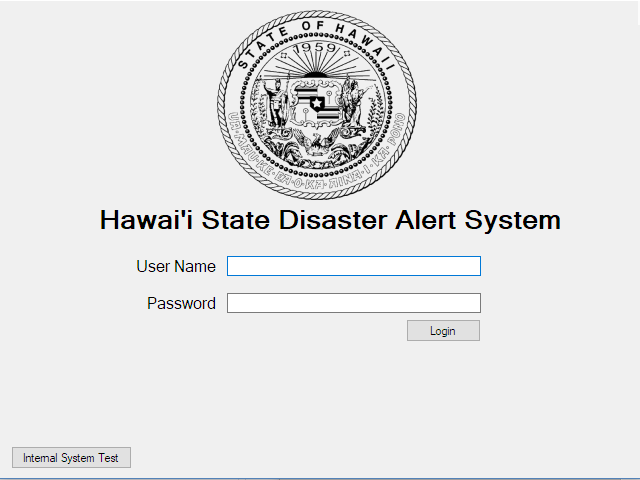 STATE OF HAWAII
1959
UA·MAU·KE·EA·O·KA·AINA·I·KA·PONO
Hawai'i State Disaster Alert System
User Name
Password
Login
Internal System Test